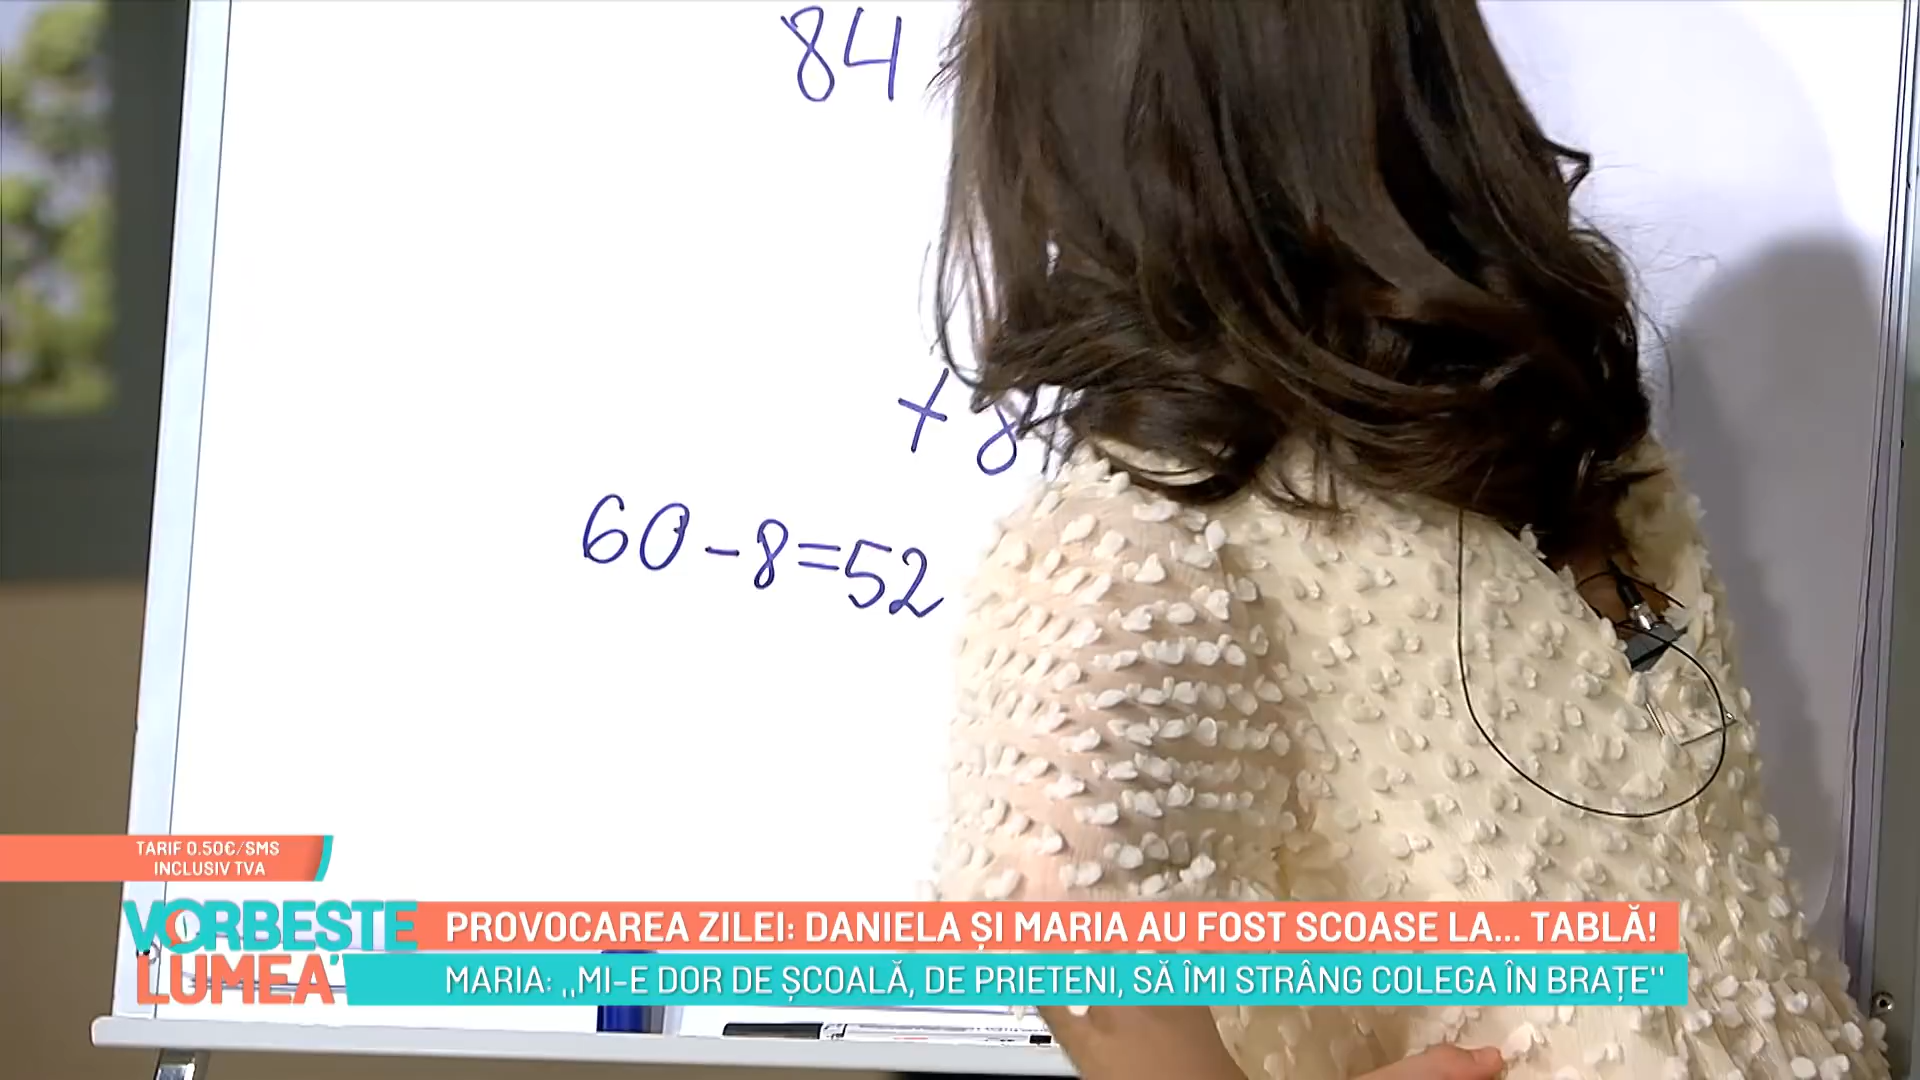 84
+ 8
60-8=52
TARIF 0.50€/SMS
INCLUSIV TVA
VORBEȘTE
LUMEA
PROVOCAREA ZILEI: DANIELA ȘI MARIA AU FOST SCOASE LA... TABLĂ!
MARIA: ,,MI-E DOR DE ȘCOALĂ, DE PRIETENI, SĂ ÎMI STRÂNG COLEGA ÎN BRAȚE''